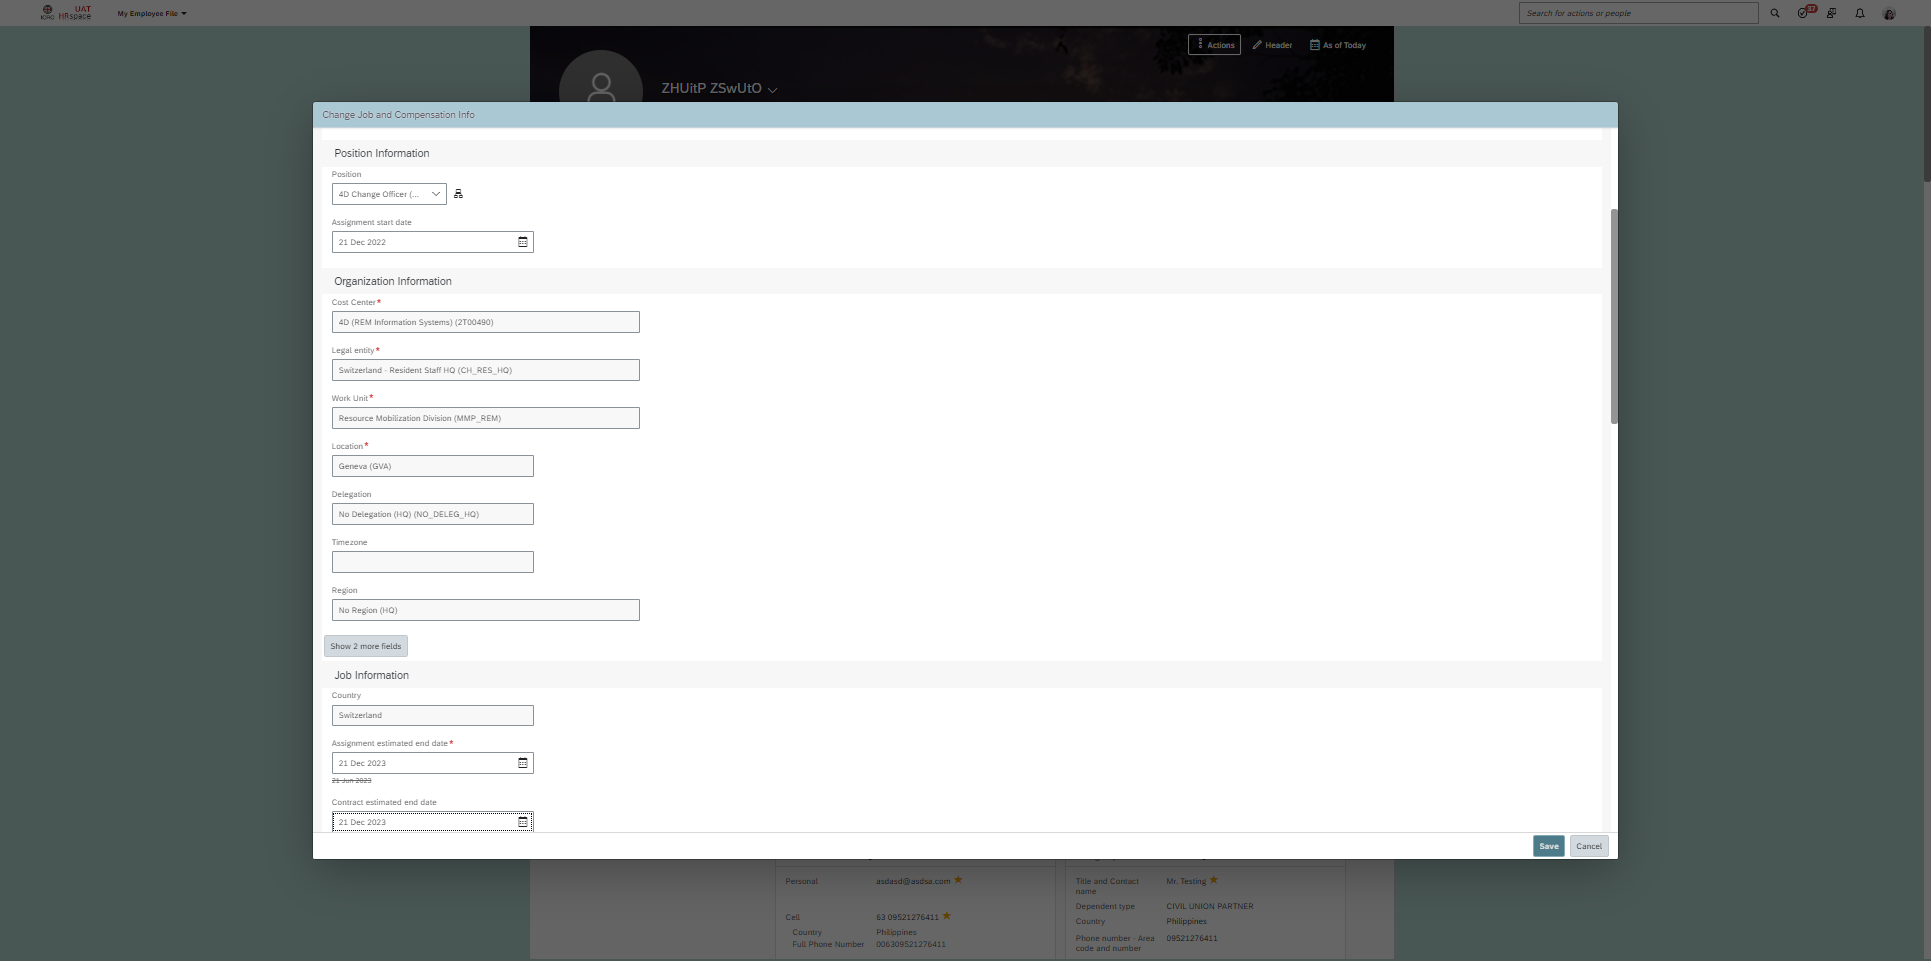 ICRC
UAT
HRspace
My Employee File
Search for actions or people
37
Actions
Header
As of Today
ZHUitP ZSwUtO
Change Job and Compensation Info
Position Information
Position
4D Change Officer (...
Assignment start date
21 Dec 2022
Organization Information
Cost Center*
4D (REM Information Systems) (2T00490)
Legal entity*
Switzerland - Resident Staff HQ (CH_RES_HQ)
Work Unit*
Resource Mobilization Division (MMP_REM)
Location*
Geneva (GVA)
Delegation
No Delegation (HQ) (NO_DELEG_HQ)
Timezone
Region
No Region (HQ)
Show 2 more fields
Job Information
Country
Switzerland
Assignment estimated end date*
21 Dec 2023
21 Jun 2023
Contract estimated end date
21 Dec 2023
Save
Cancel
Personal
asdasd@asdsa.com
Cell
63 09521276411
Country
Philippines
Full Phone Number
006309521276411
Title and Contact
name
Mr. Testing
Dependent type
CIVIL UNION PARTNER
Country
Philippines
Phone number - Area
code and number
09521276411